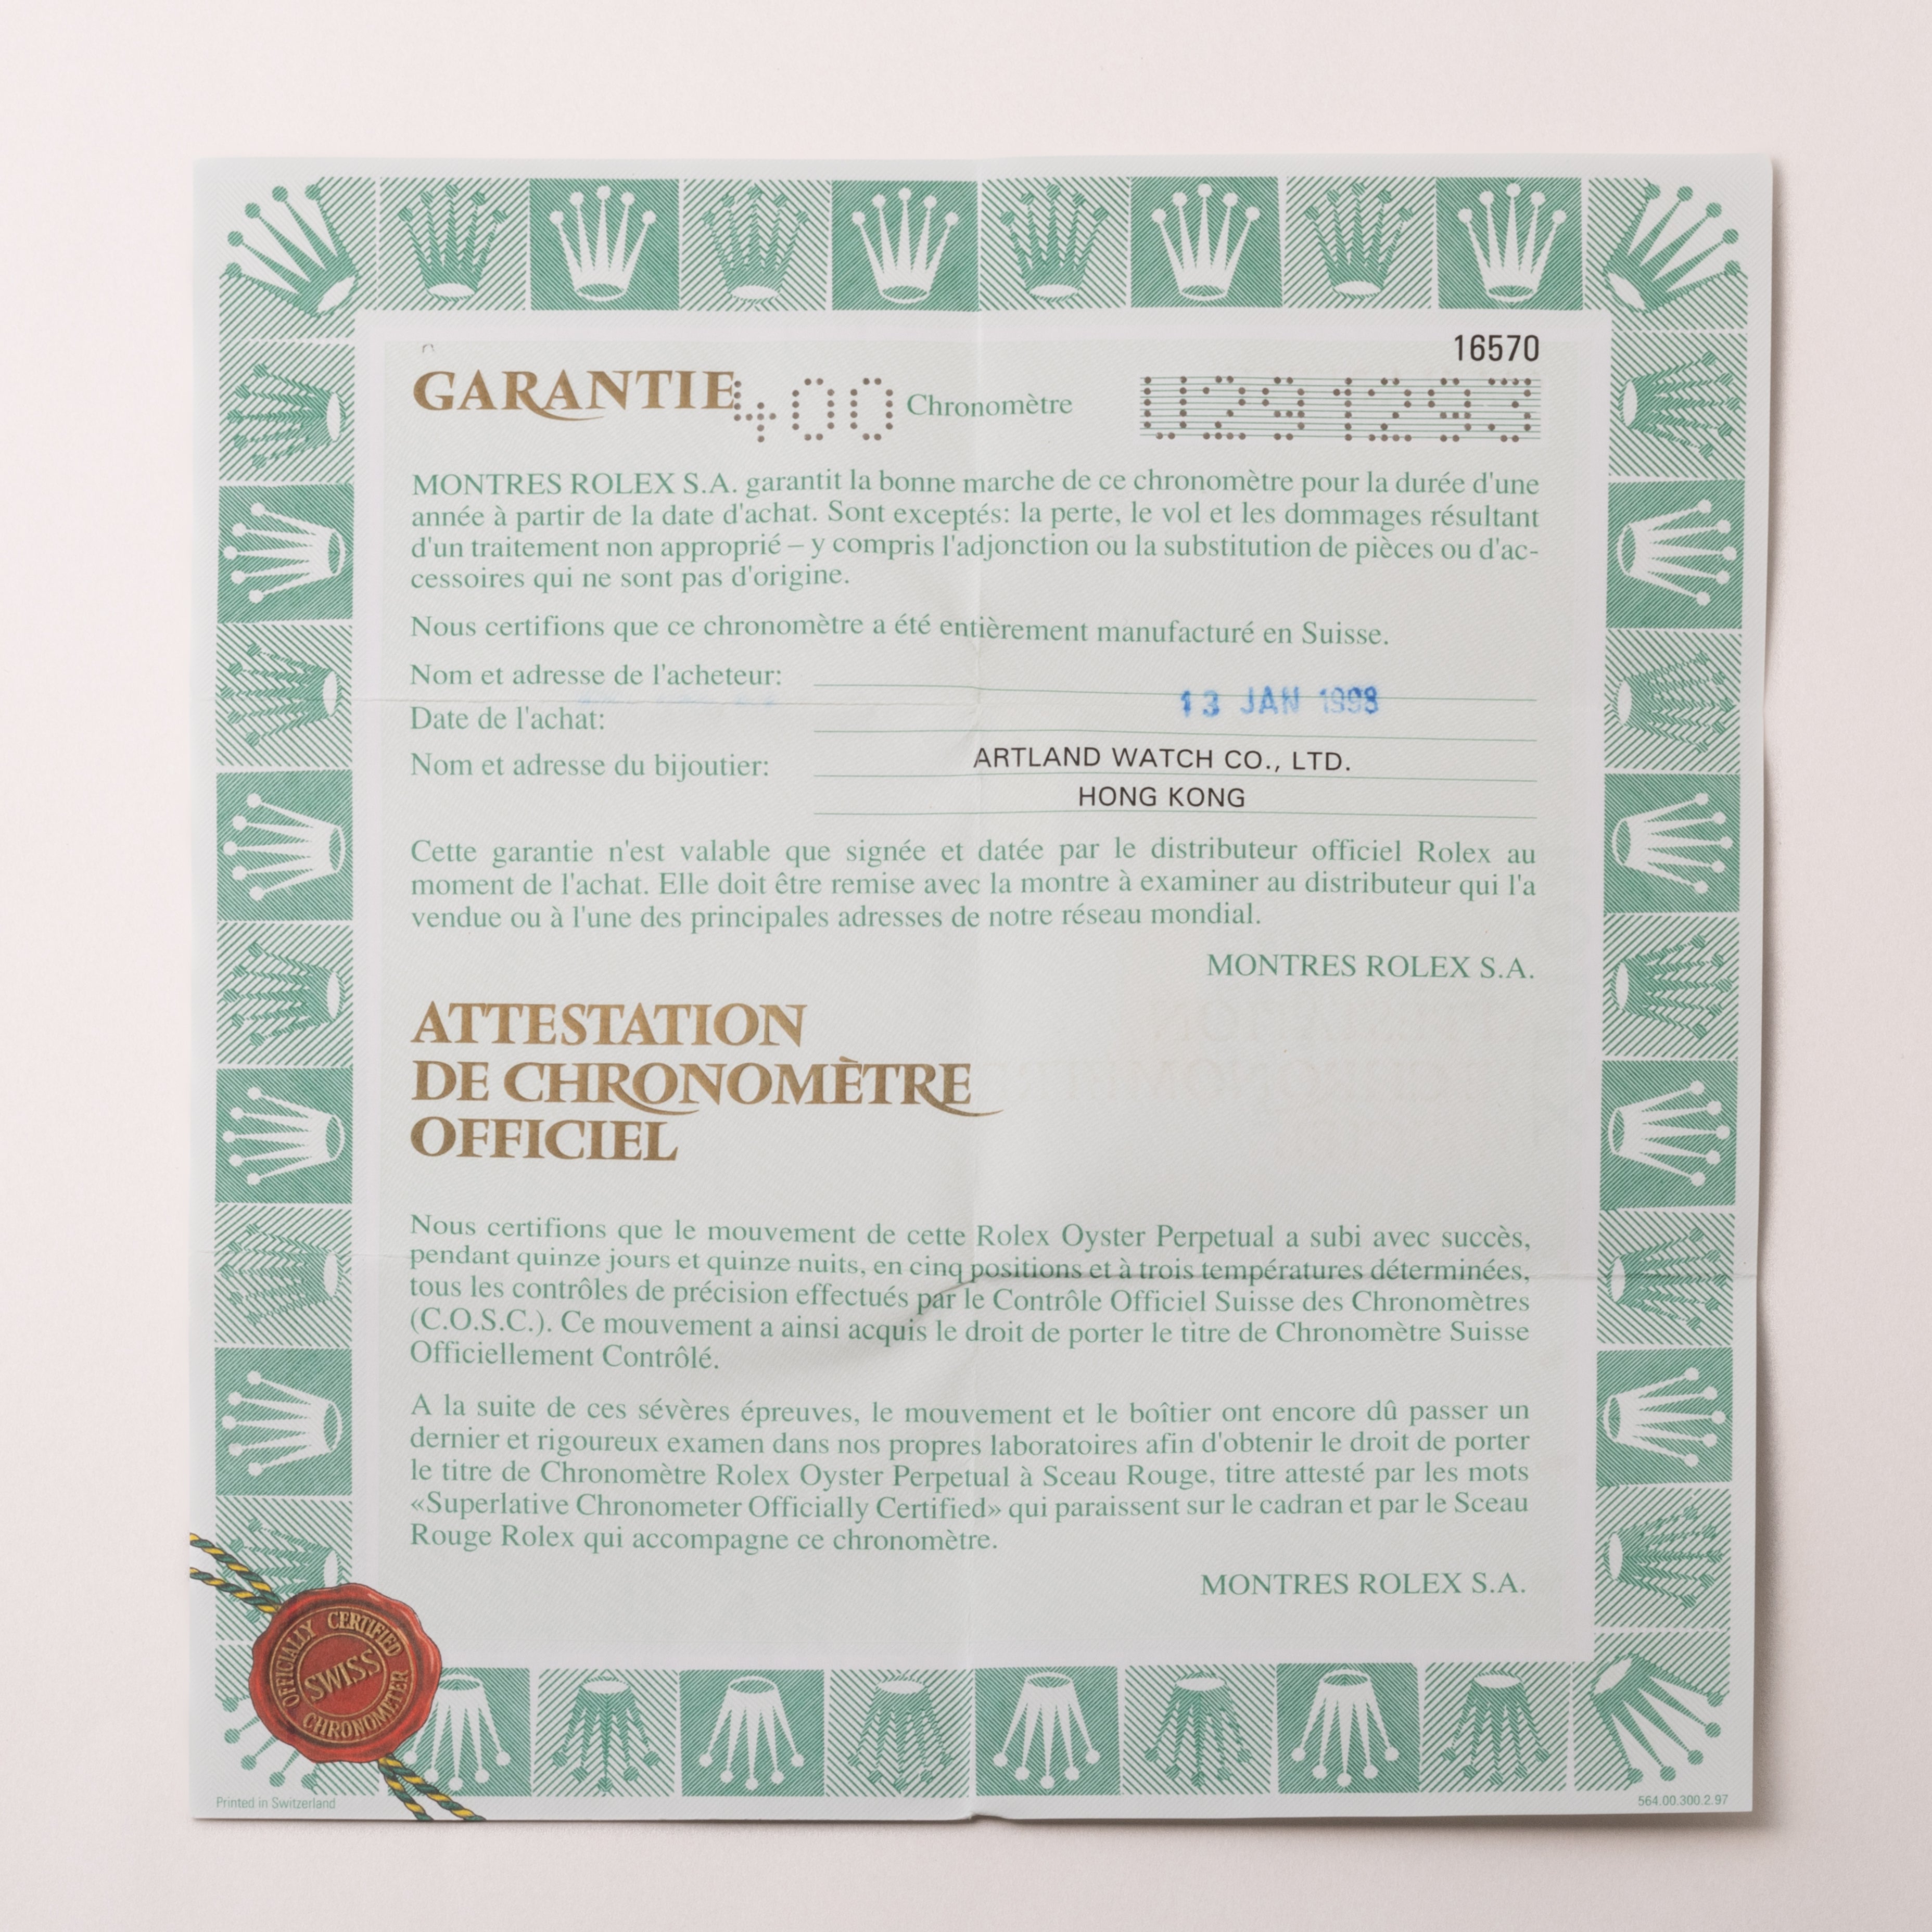 16570
GARANTIE 400 Chronomètre U291293
MONTRES ROLEX S.A. garantit la bonne marche de ce chronomètre pour la durée d'une
année à partir de la date d'achat. Sont exceptés: la perte, le vol et les dommages résultant
d'un traitement non approprié – y compris l'adjonction ou la substitution de pièces ou d'ac-
cessoires qui ne sont pas d'origine.
Nous certifions que ce chronomètre a été entièrement manufacturé en Suisse.
Nom et adresse de l'acheteur:
Date de l'achat: 13 JAN 1998
Nom et adresse du bijoutier: ARTLAND WATCH CO., LTD.
HONG KONG
Cette garantie n'est valable que signée et datée par le distributeur officiel Rolex au
moment de l'achat. Elle doit être remise avec la montre à examiner au distributeur qui l'a
vendue ou à l'une des principales adresses de notre réseau mondial.
MONTRES ROLEX S.A.
ATTESTATION
DE CHRONOMÈTRE
OFFICIEL
Nous certifions que le mouvement de cette Rolex Oyster Perpetual a subi avec succès,
pendant quinze jours et quinze nuits, en cinq positions et à trois températures déterminées,
tous les contrôles de précision effectués par le Contrôle Officiel Suisse des Chronomètres
(C.O.S.C.). Ce mouvement a ainsi acquis le droit de porter le titre de Chronomètre Suisse
Officiellement Contrôlé.
A la suite de ces sévères épreuves, le mouvement et le boîtier ont encore dû passer un
dernier et rigoureux examen dans nos propres laboratoires afin d'obtenir le droit de porter
le titre de Chronomètre Rolex Oyster Perpetual à Sceau Rouge, titre attesté par les mots
«Superlative Chronometer Officially Certified» qui paraissent sur le cadran et par le Sceau
Rouge Rolex qui accompagne ce chronomètre.
MONTRES ROLEX S.A.
OFFICIALLY CERTIFIED
SWISS
CHRONOMETER
Printed in Switzerland
564.00.300.2.97